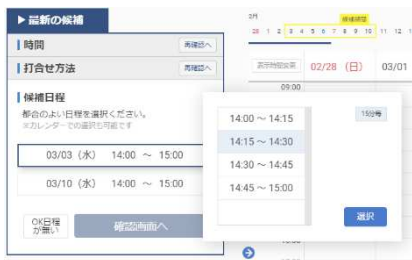 ▶最新の候補
時間
再確認へ
打合せ方法
再確認へ
候補日程
都合のよい日程を選択ください。
※カレンダーでの選択も可能です
03/03（水） 14:00 ～ 15:00
03/10（水） 14:00 ～ 15:00
OK日程
が無い
確認画面へ
3月
候補期間
28 1 2 3 4 5 6 7 8 9 10 11 12
表示時間変更
02/28 （日）
03/01
09:00
14:00 ～ 14:15
15分毎
14:15 ～ 14:30
14:30 ～ 14:45
14:45 ～ 15:00
選択